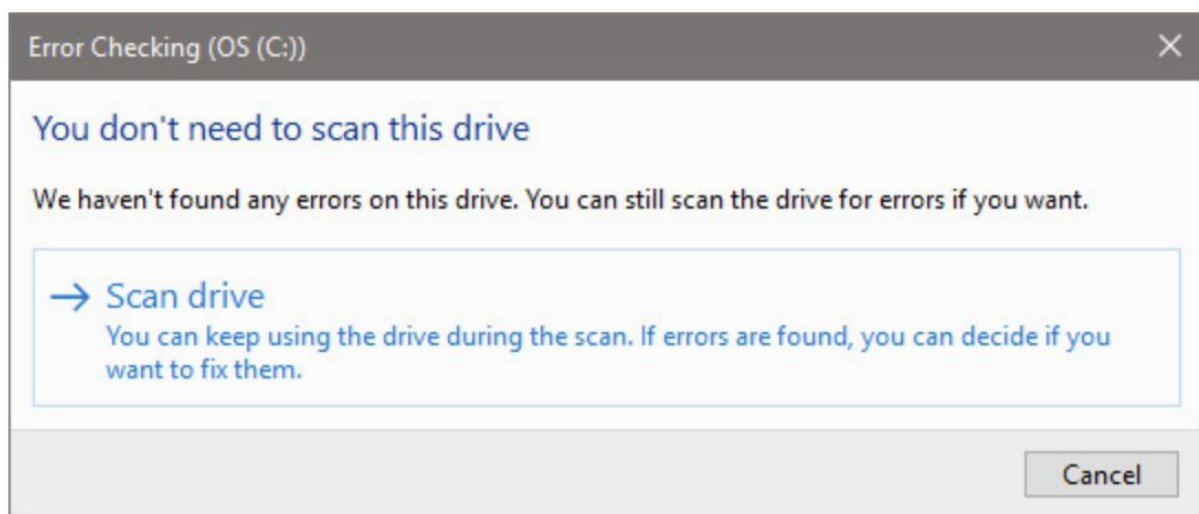 Error Checking (OS (C:))
You don't need to scan this drive
We haven't found any errors on this drive. You can still scan the drive for errors if you want.
Scan drive
You can keep using the drive during the scan. If errors are found, you can decide if you
want to fix them.
Cancel